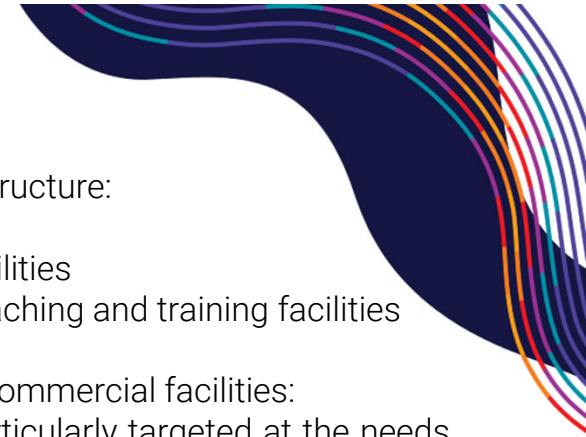 ructure:
ilities
ching and training facilities
ommercial facilities:
rticularly targeted at the needs